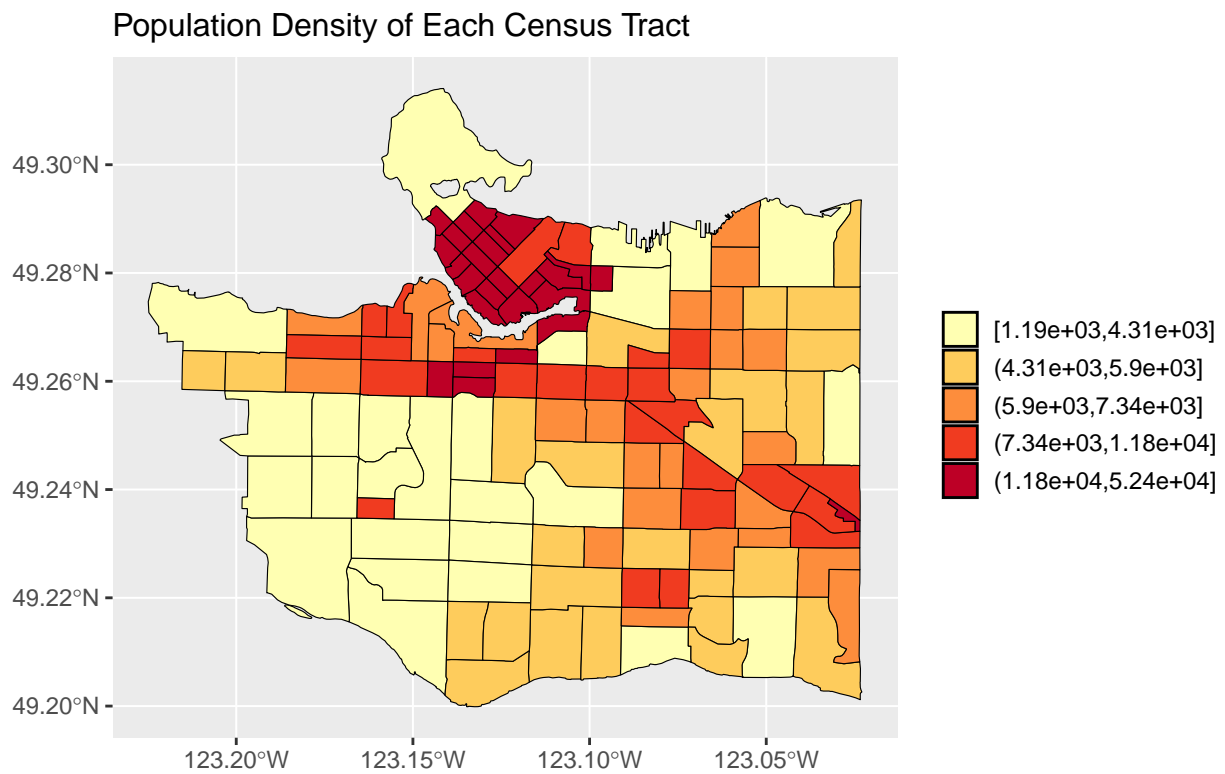 Population Density of Each Census Tract
49.30°N
49.28°N
49.26°N
49.24°N
49.22°N
49.20°N
123.20°W 123.15°W 123.10°W 123.05°W
[1.19e+03,4.31e+03]
(4.31e+03,5.9e+03]
(5.9e+03,7.34e+03]
(7.34e+03,1.18e+04]
(1.18e+04,5.24e+04]